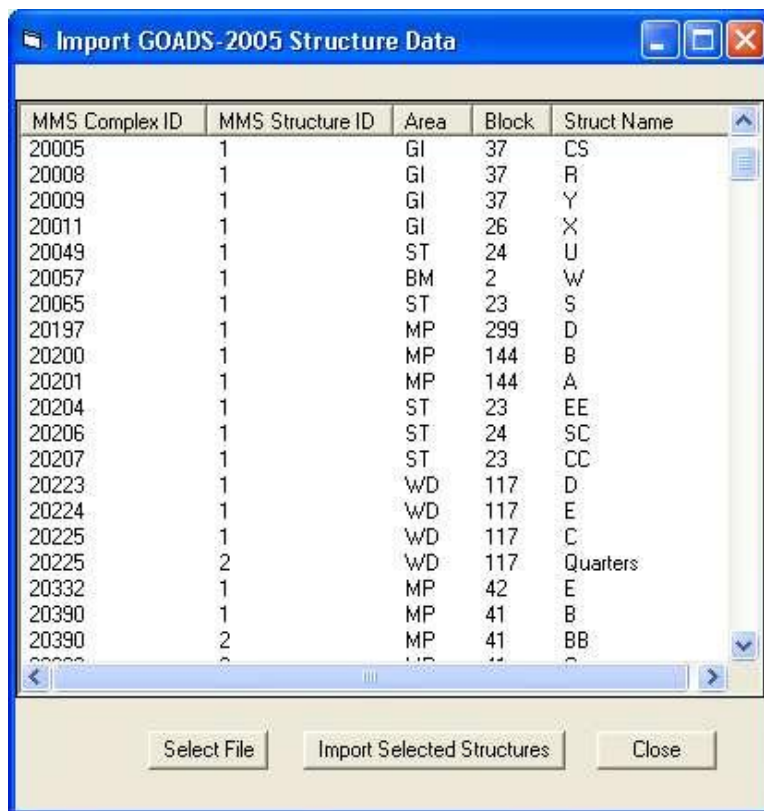 Import GOADS-2005 Structure Data
MMS Complex ID MMS Structure ID Area Block Struct Name
20005 1 GI 37 CS
20008 1 GI 37 R
20009 1 GI 37 Y
20011 1 GI 26 X
20049 1 ST 24 U
20057 1 BM 2 W
20065 1 ST 23 S
20197 1 MP 299 D
20200 1 MP 144 B
20201 1 MP 144 A
20204 1 ST 23 EE
20206 1 ST 24 SC
20207 1 ST 23 CC
20223 1 WD 117 D
20224 1 WD 117 E
20225 1 WD 117 C
20225 2 WD 117 Quarters
20332 1 MP 42 E
20390 1 MP 41 B
20390 2 MP 41 BB
Select File Import Selected Structures Close